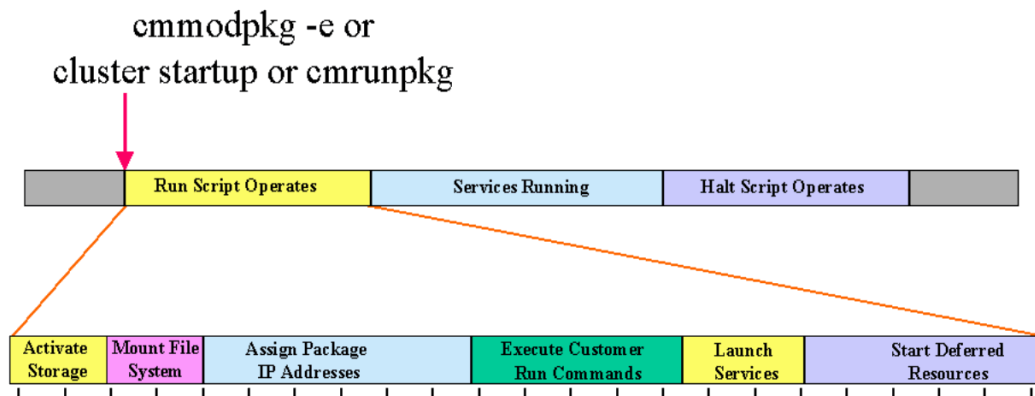 cmmodpkg -e or
cluster startup or cmrunpkg
Run Script Operates
Services Running
Halt Script Operates
Activate
Storage
Mount File
System
Assign Package
IP Addresses
Execute Customer
Run Commands
Launch
Services
Start Deferred
Resources